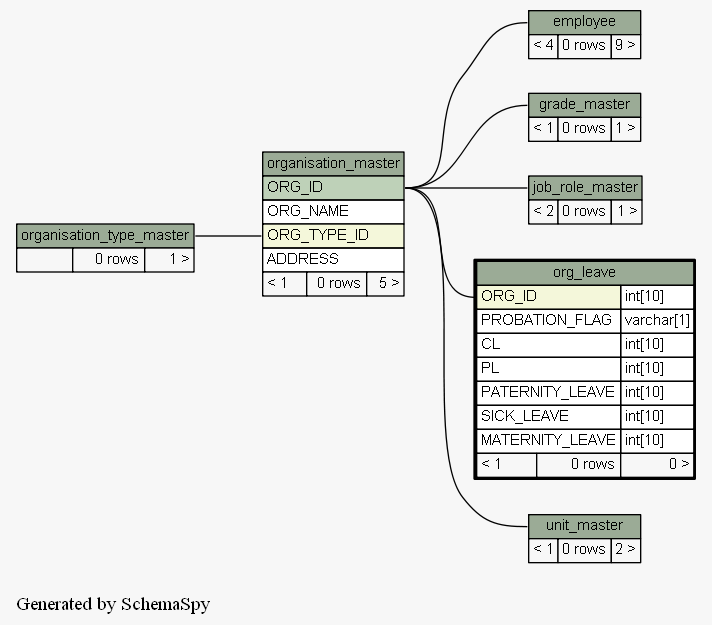 employee
< 4 0 rows 9 >
grade_master
< 1 0 rows 1 >
organisation_master
ORG_ID
ORG_NAME
ORG_TYPE_ID
ADDRESS
< 1 0 rows 5 >
job_role_master
< 2 0 rows 1 >
organisation_type_master
0 rows 1 >
org_leave
ORG_ID int[10]
PROBATION_FLAG varchar[1]
CL int[10]
PL int[10]
PATERNITY_LEAVE int[10]
SICK_LEAVE int[10]
MATERNITY_LEAVE int[10]
< 1 0 rows 0 >
unit_master
< 1 0 rows 2 >
Generated by SchemaSpy